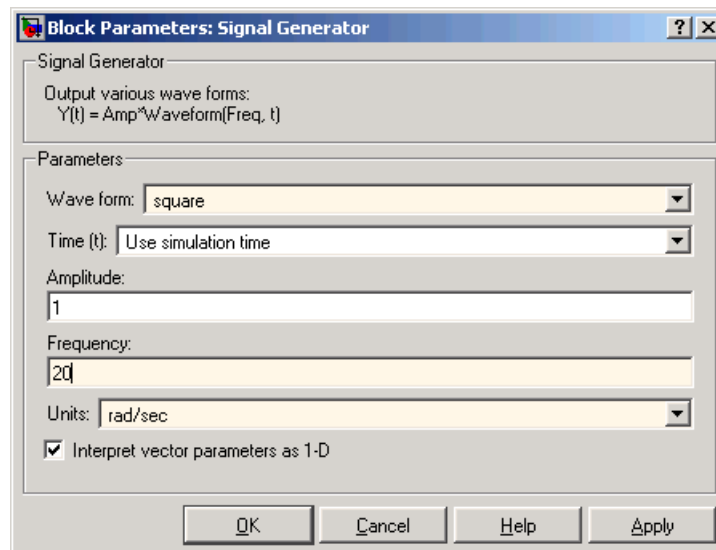 Block Parameters: Signal Generator
Signal Generator
Output various wave forms:
Y(t) = Amp*Waveform(Freq, t)
Parameters
Wave form: square
Time (t): Use simulation time
Amplitude:
1
Frequency:
20
Units: rad/sec
Interpret vector parameters as 1-D
OK Cancel Help Apply